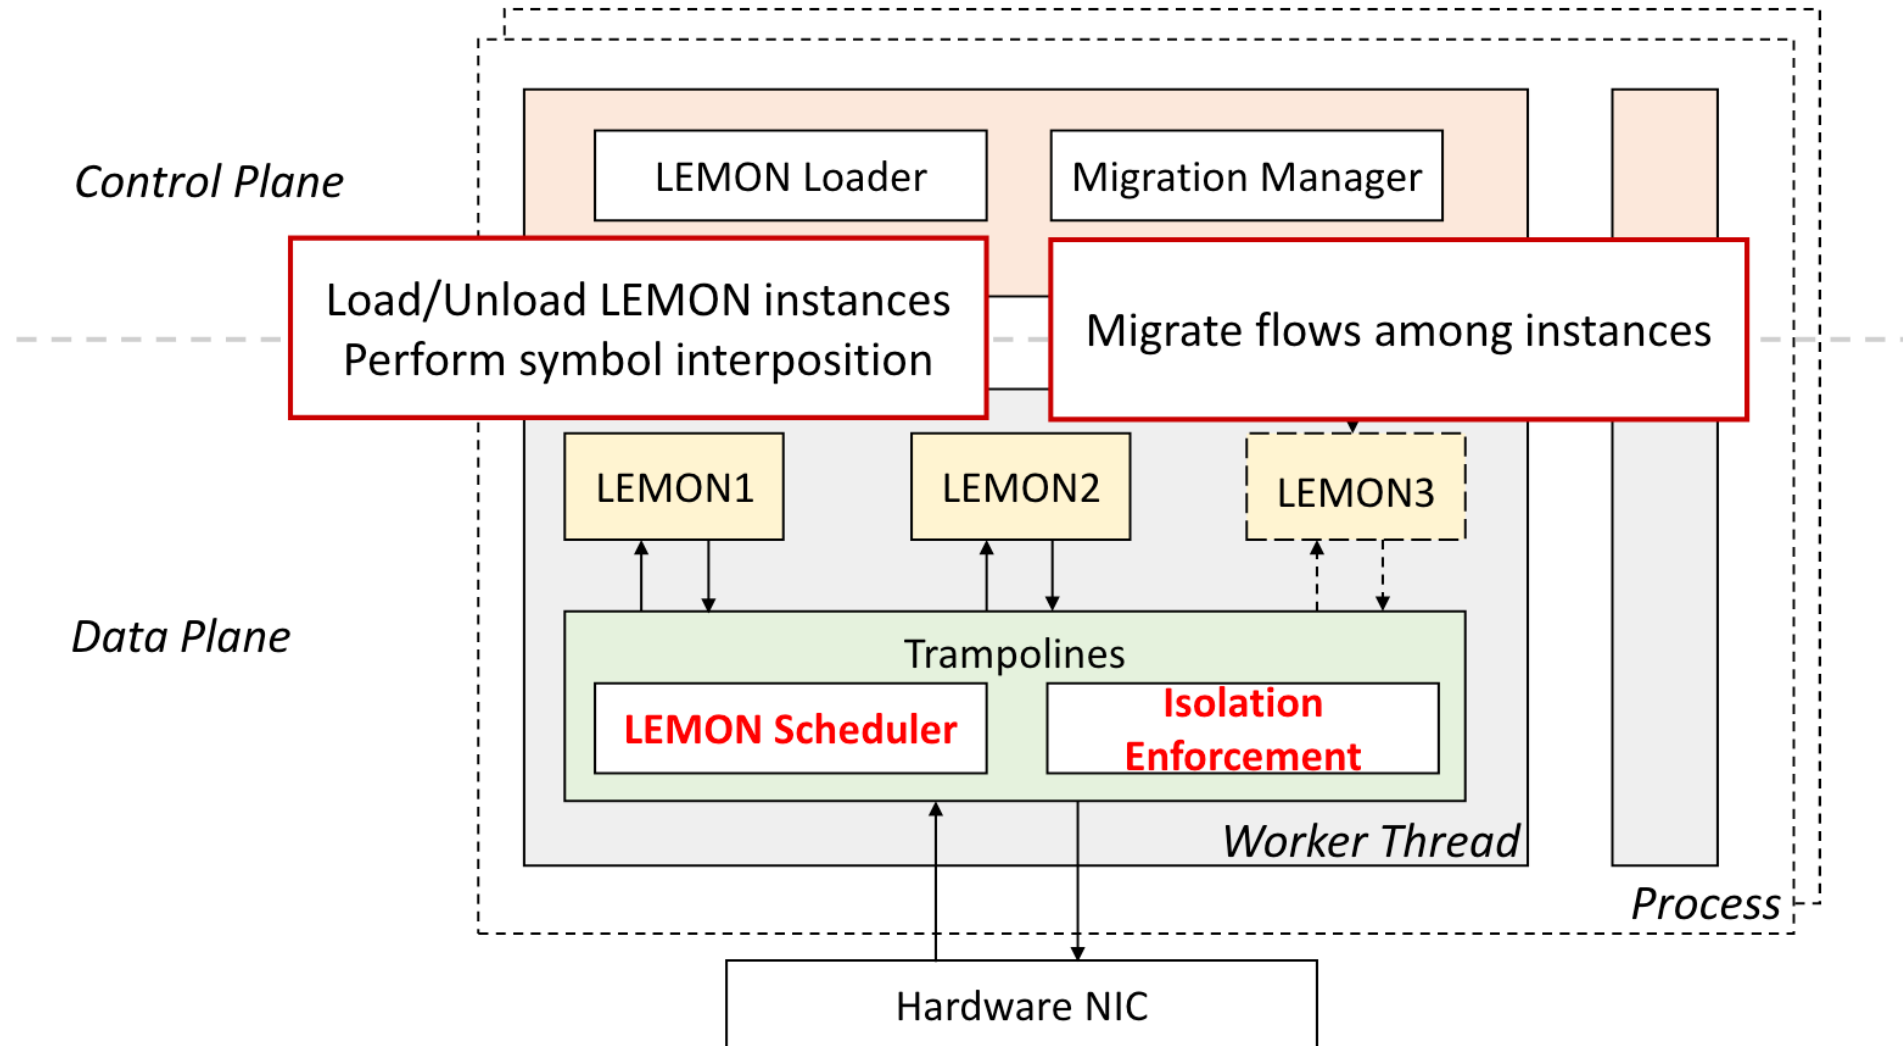 Control Plane
LEMON Loader
Migration Manager
Load/Unload LEMON instances
Perform symbol interposition
Migrate flows among instances
LEMON1
LEMON2
LEMON3
Data Plane
Trampolines
LEMON Scheduler
Isolation
Enforcement
Worker Thread
Process
Hardware NIC